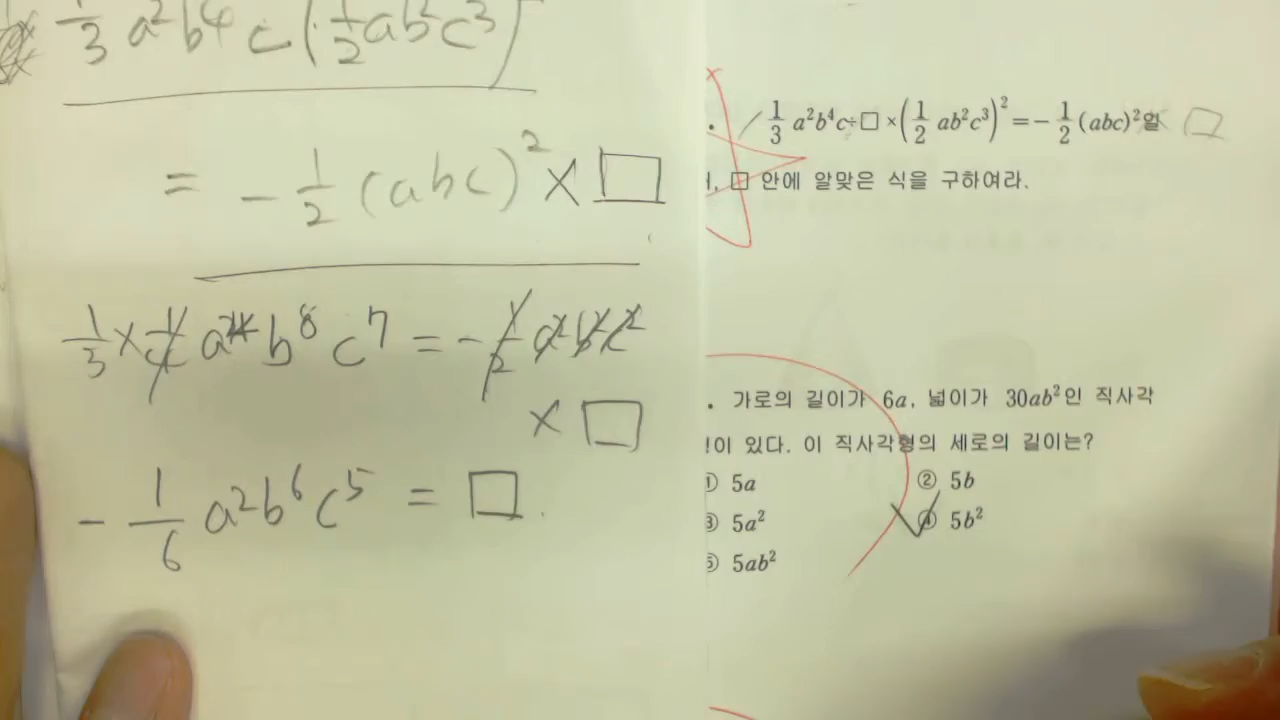 1/3 a²b⁴c (1/2 ab²c³)²
= - 1/2 (abc)² × □
1/3 × 1/4 a⁴ b⁸ c⁷ = - 1/2 a²b²c²
× □
- 1/6 a²b⁶c⁵ = □.
1/3 a²b⁴c÷□×(1/2 ab²c³)²=-1/2 (abc)²일 □
, □ 안에 알맞은 식을 구하여라.
. 가로의 길이가 6a, 넓이가 30ab²인 직사각
이 있다. 이 직사각형의 세로의 길이는?
① 5a ② 5b
③ 5a² ④ 5b²
⑤ 5ab²